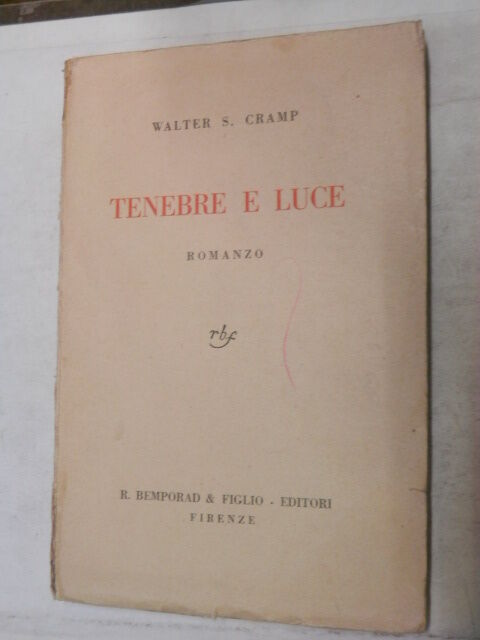 WALTER S. CRAMP
TENEBRE E LUCE
ROMANZO
rbf
R. BEMPORAD & FIGLIO - EDITORI
FIRENZE